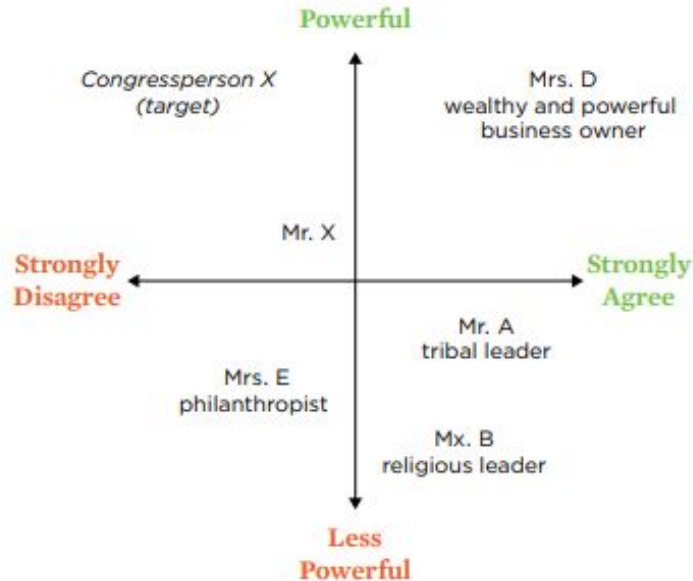 Powerful
Congressperson X
(target)
Mrs. D
wealthy and powerful
business owner
Mr. X
Strongly
Disagree
Strongly
Agree
Mr. A
tribal leader
Mrs. E
philanthropist
Mx. B
religious leader
Less
Powerful